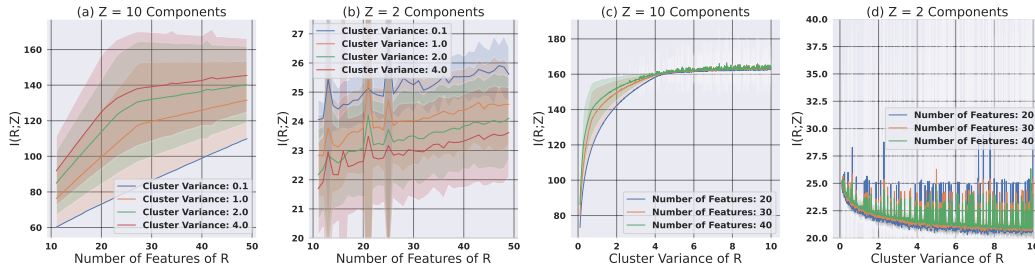 (a) Z = 10 Components
I(R;Z)
160
140
120
100
80
60
10
20
30
40
50
Number of Features of R
Cluster Variance: 0.1
Cluster Variance: 1.0
Cluster Variance: 2.0
Cluster Variance: 4.0
(b) Z = 2 Components
I(R;Z)
27
26
25
24
23
22
21
20
10
20
30
40
50
Number of Features of R
Cluster Variance: 0.1
Cluster Variance: 1.0
Cluster Variance: 2.0
Cluster Variance: 4.0
(c) Z = 10 Components
I(R;Z)
180
160
140
120
100
80
0
2
4
6
8
10
Cluster Variance of R
Number of Features: 20
Number of Features: 30
Number of Features: 40
(d) Z = 2 Components
I(R;Z)
40.0
37.5
35.0
32.5
30.0
27.5
25.0
22.5
20.0
0
2
4
6
8
10
Cluster Variance of R
Number of Features: 20
Number of Features: 30
Number of Features: 40